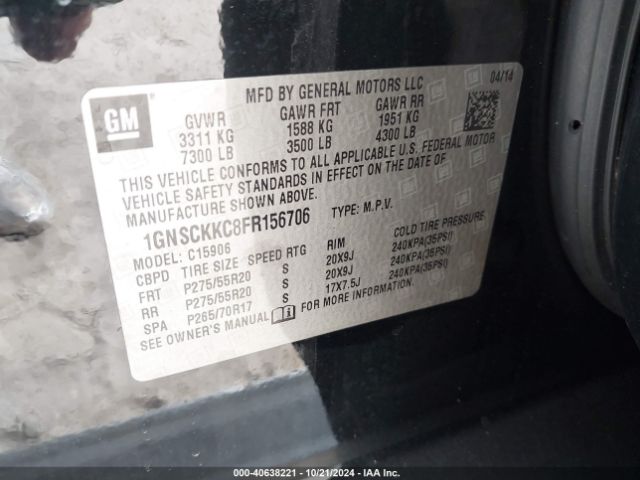 MFD BY GENERAL MOTORS LLC
04/14
GM
GVWR GAWR FRT GAWR RR
3311 KG 1588 KG 1951 KG
7300 LB 3500 LB 4300 LB
THIS VEHICLE CONFORMS TO ALL APPLICABLE U.S. FEDERAL MOTOR
VEHICLE SAFETY STANDARDS IN EFFECT ON THE DATE OF
MANUFACTURE SHOWN ABOVE.
1GNSCKKC8FR156706 TYPE: M.P.V.
MODEL: C15906
CBPD TIRE SIZE SPEED RTG RIM COLD TIRE PRESSURE
FRT P275/55R20 S 20X9J 240KPA(35PSI)
RR P275/55R20 S 20X9J 240KPA(35PSI)
SPA P265/70R17 S 17X7.5J 240KPA(35PSI)
SEE OWNER'S MANUAL FOR MORE INFORMATION.
000-40638221 - 10/21/2024 - IAA Inc.